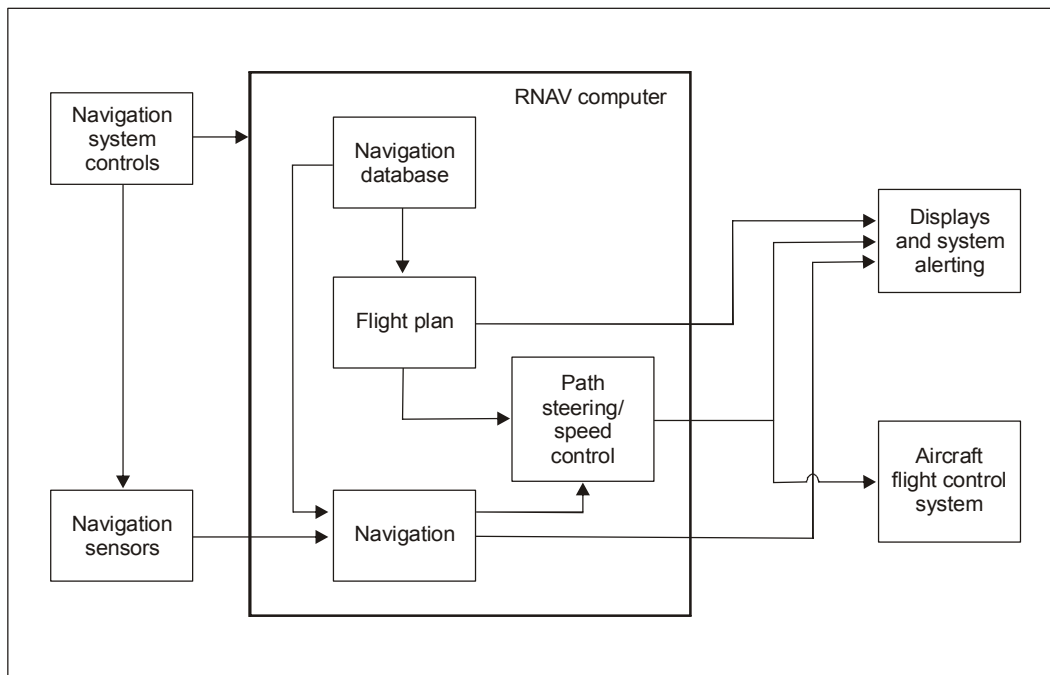 RNAV computer
Navigation
system
controls
Navigation
database
Displays
and system
alerting
Flight plan
Path
steering/
speed
control
Aircraft
flight control
system
Navigation
sensors
Navigation